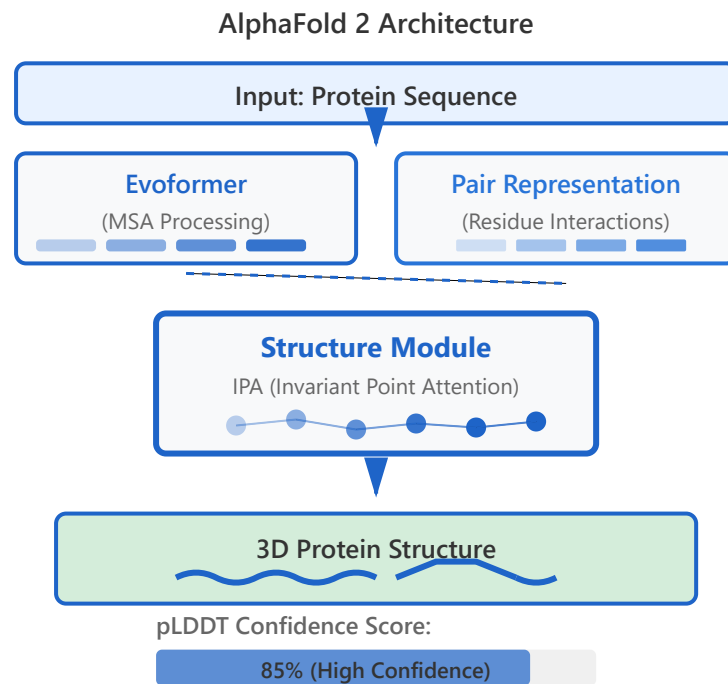 AlphaFold 2 Architecture
Input: Protein Sequence
Evoformer
(MSA Processing)
Pair Representation
(Residue Interactions)
Structure Module
IPA (Invariant Point Attention)
3D Protein Structure
pLDDT Confidence Score:
85% (High Confidence)